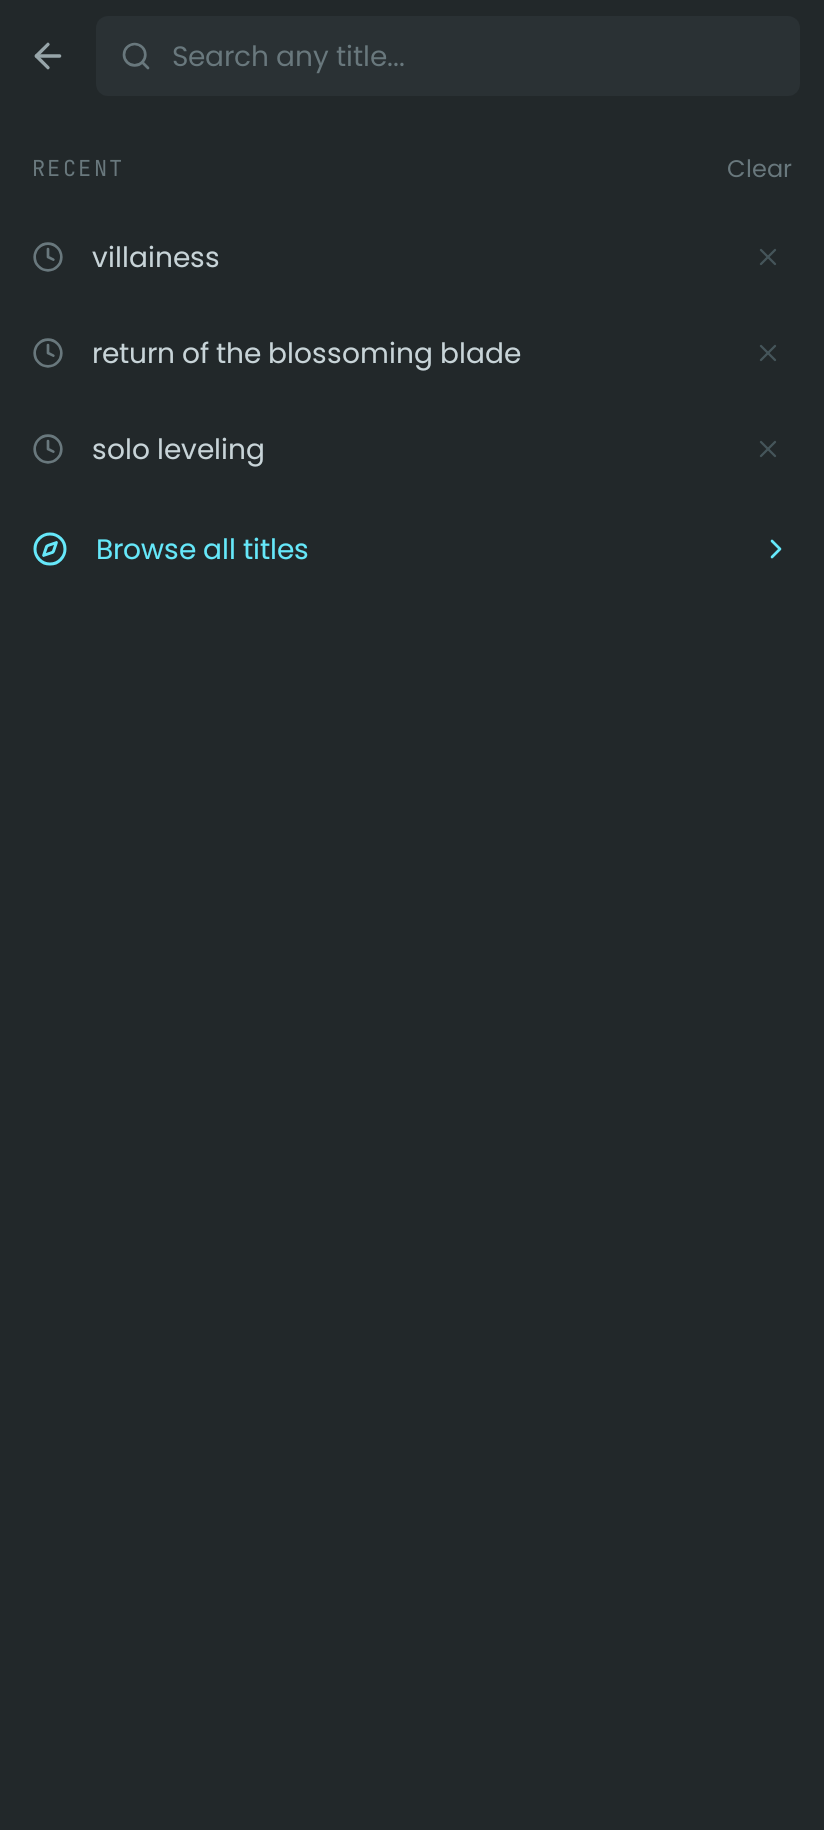 Search any title...
RECENT
Clear
villainess
return of the blossoming blade
solo leveling
Browse all titles